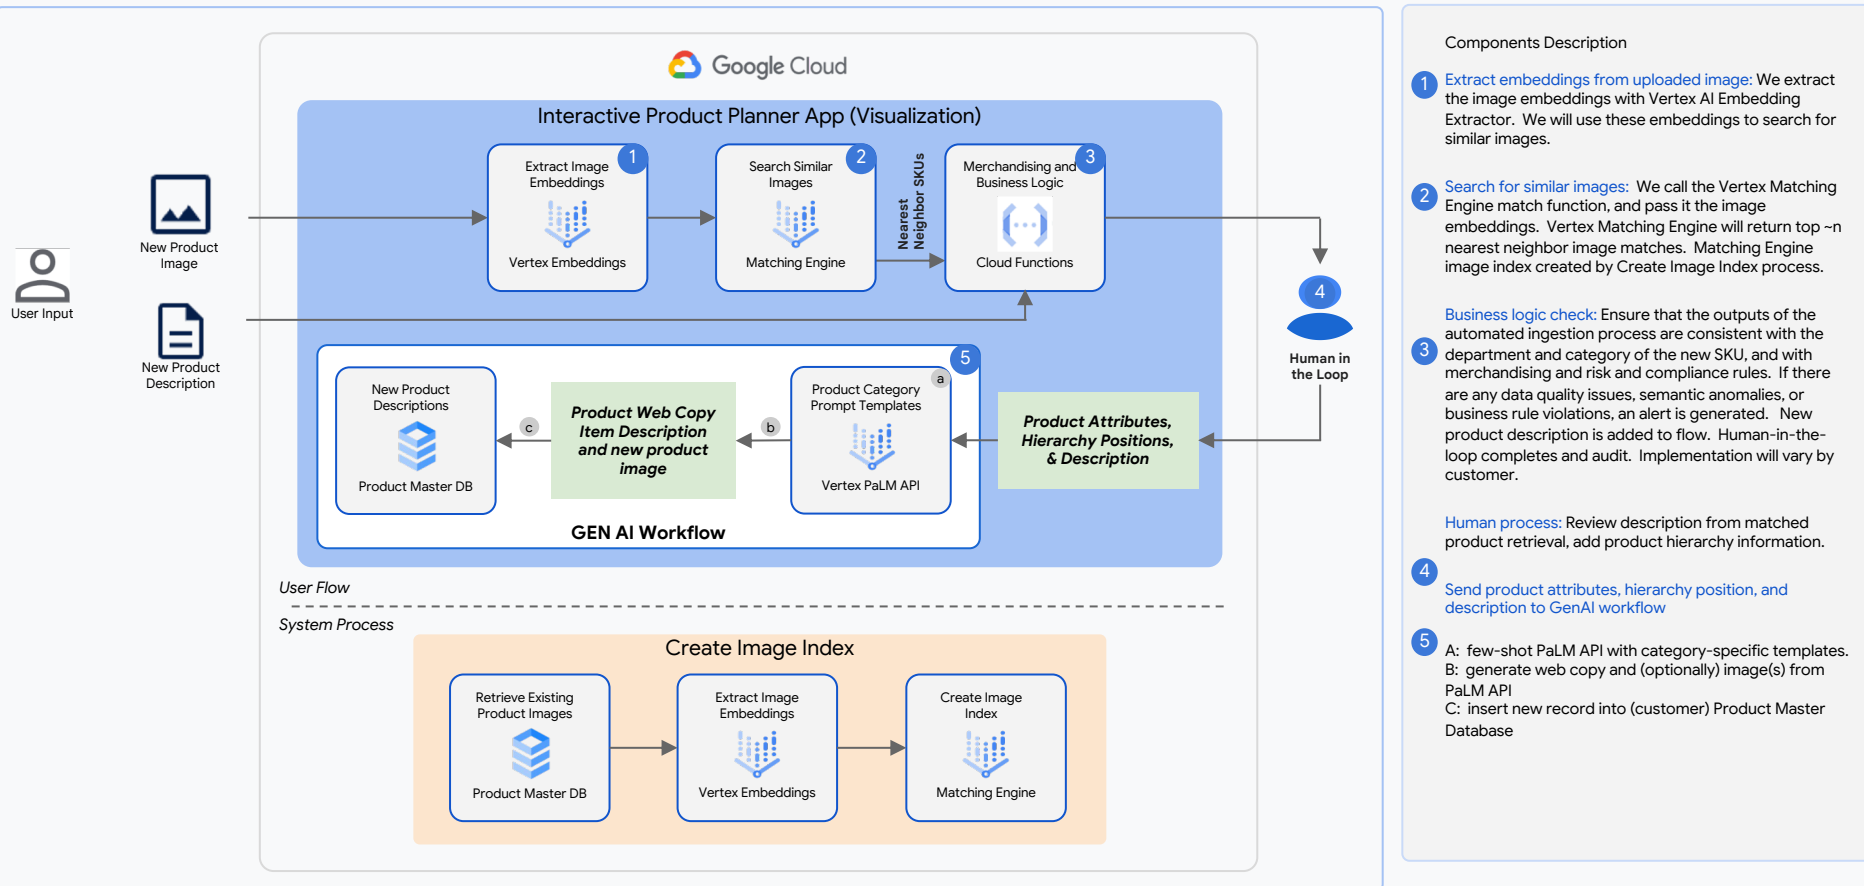 Google Cloud
Interactive Product Planner App (Visualization)
User Input
New Product
Image
New Product
Description
1
Extract Image
Embeddings
Vertex Embeddings
2
Search Similar
Images
Matching Engine
Nearest
Neighbor SKUs
3
Merchandising and
Business Logic
Cloud Functions
4
Human in
the Loop
5
New Product
Descriptions
Product Master DB
c
Product Web Copy
Item Description
and new product
image
b
a
Product Category
Prompt Templates
Vertex PaLM API
Product Attributes,
Hierarchy Positions,
& Description
GEN AI Workflow
User Flow
System Process
Create Image Index
Retrieve Existing
Product Images
Product Master DB
Extract Image
Embeddings
Vertex Embeddings
Create Image
Index
Matching Engine
Components Description
1
Extract embeddings from uploaded image: We extract
the image embeddings with Vertex AI Embedding
Extractor. We will use these embeddings to search for
similar images.
2
Search for similar images: We call the Vertex Matching
Engine match function, and pass it the image
embeddings. Vertex Matching Engine will return top ~n
nearest neighbor image matches. Matching Engine
image index created by Create Image Index process.
3
Business logic check: Ensure that the outputs of the
automated ingestion process are consistent with the
department and category of the new SKU, and with
merchandising and risk and compliance rules. If there
are any data quality issues, semantic anomalies, or
business rule violations, an alert is generated. New
product description is added to flow. Human-in-the-
loop completes and audit. Implementation will vary by
customer.
Human process: Review description from matched
product retrieval, add product hierarchy information.
4
Send product attributes, hierarchy position, and
description to GenAI workflow
5
A: few-shot PaLM API with category-specific templates.
B: generate web copy and (optionally) image(s) from
PaLM API
C: insert new record into (customer) Product Master
Database